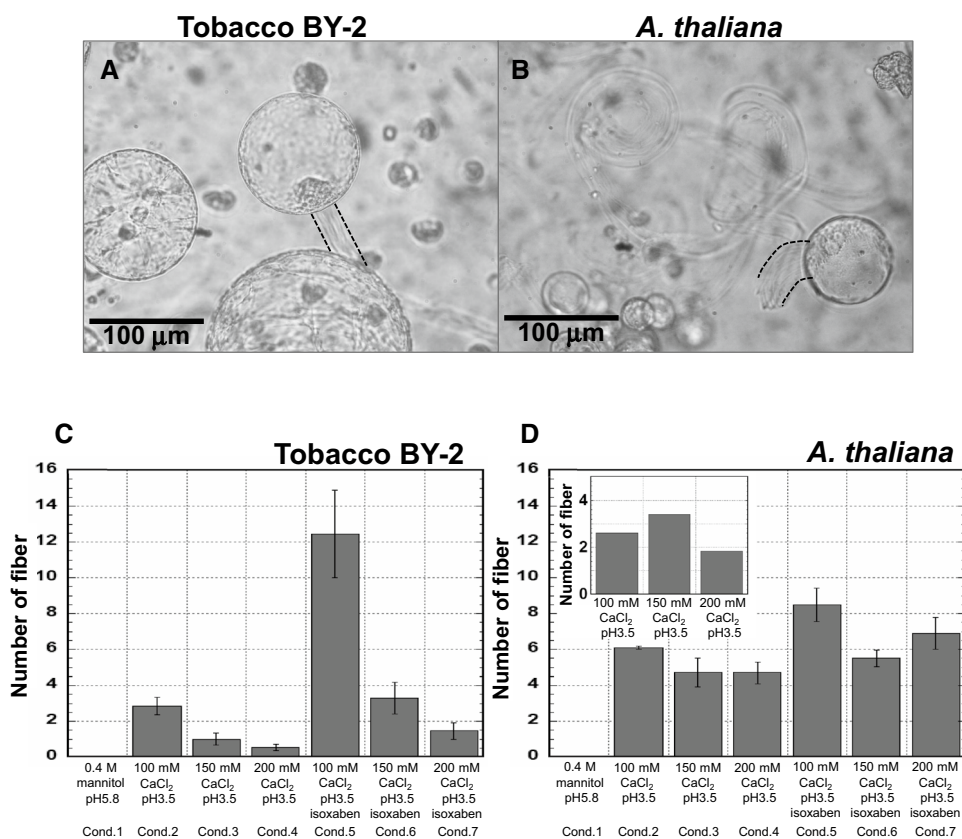 Tobacco BY-2
A. thaliana
A
B
100 µm
100 µm
C
Tobacco BY-2
Number of fiber
16
14
12
10
8
6
4
2
0
0.4 M
mannitol
pH5.8
100 mM
CaCl2
pH3.5
150 mM
CaCl2
pH3.5
200 mM
CaCl2
pH3.5
100 mM
CaCl2
pH3.5
isoxaben
150 mM
CaCl2
pH3.5
isoxaben
200 mM
CaCl2
pH3.5
isoxaben
Cond.1 Cond.2 Cond.3 Cond.4 Cond.5 Cond.6 Cond.7
D
A. thaliana
Number of fiber
16
14
12
10
8
6
4
2
0
Number of fiber
4
2
0
100 mM
CaCl2
pH3.5
150 mM
CaCl2
pH3.5
200 mM
CaCl2
pH3.5
0.4 M
mannitol
pH5.8
100 mM
CaCl2
pH3.5
150 mM
CaCl2
pH3.5
200 mM
CaCl2
pH3.5
100 mM
CaCl2
pH3.5
isoxaben
150 mM
CaCl2
pH3.5
isoxaben
200 mM
CaCl2
pH3.5
isoxaben
Cond.1 Cond.2 Cond.3 Cond.4 Cond.5 Cond.6 Cond.7